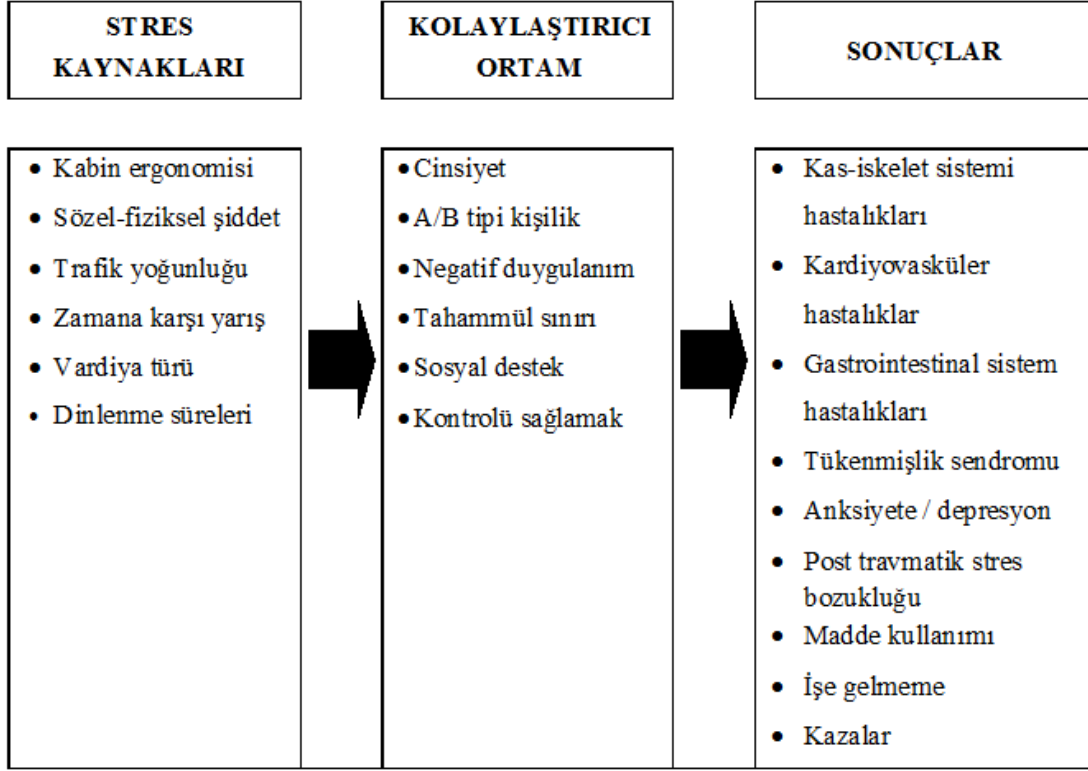 STRES
KAYNAKLARI
KOLAYLAŞTIRICI
ORTAM
SONUÇLAR
• Kabin ergonomisi
• Sözel-fiziksel şiddet
• Trafik yoğunluğu
• Zamana karşı yarış
• Vardiya türü
• Dinlenme süreleri
• Cinsiyet
• A/B tipi kişilik
• Negatif duygulanım
• Tahammül sınırı
• Sosyal destek
• Kontrolü sağlamak
• Kas-iskelet sistemi
hastalıkları
• Kardiyovasküler
hastalıklar
• Gastrointestinal sistem
hastalıkları
• Tükenmişlik sendromu
• Anksiyete / depresyon
• Post travmatik stres
bozukluğu
• Madde kullanımı
• İşe gelmeme
• Kazalar